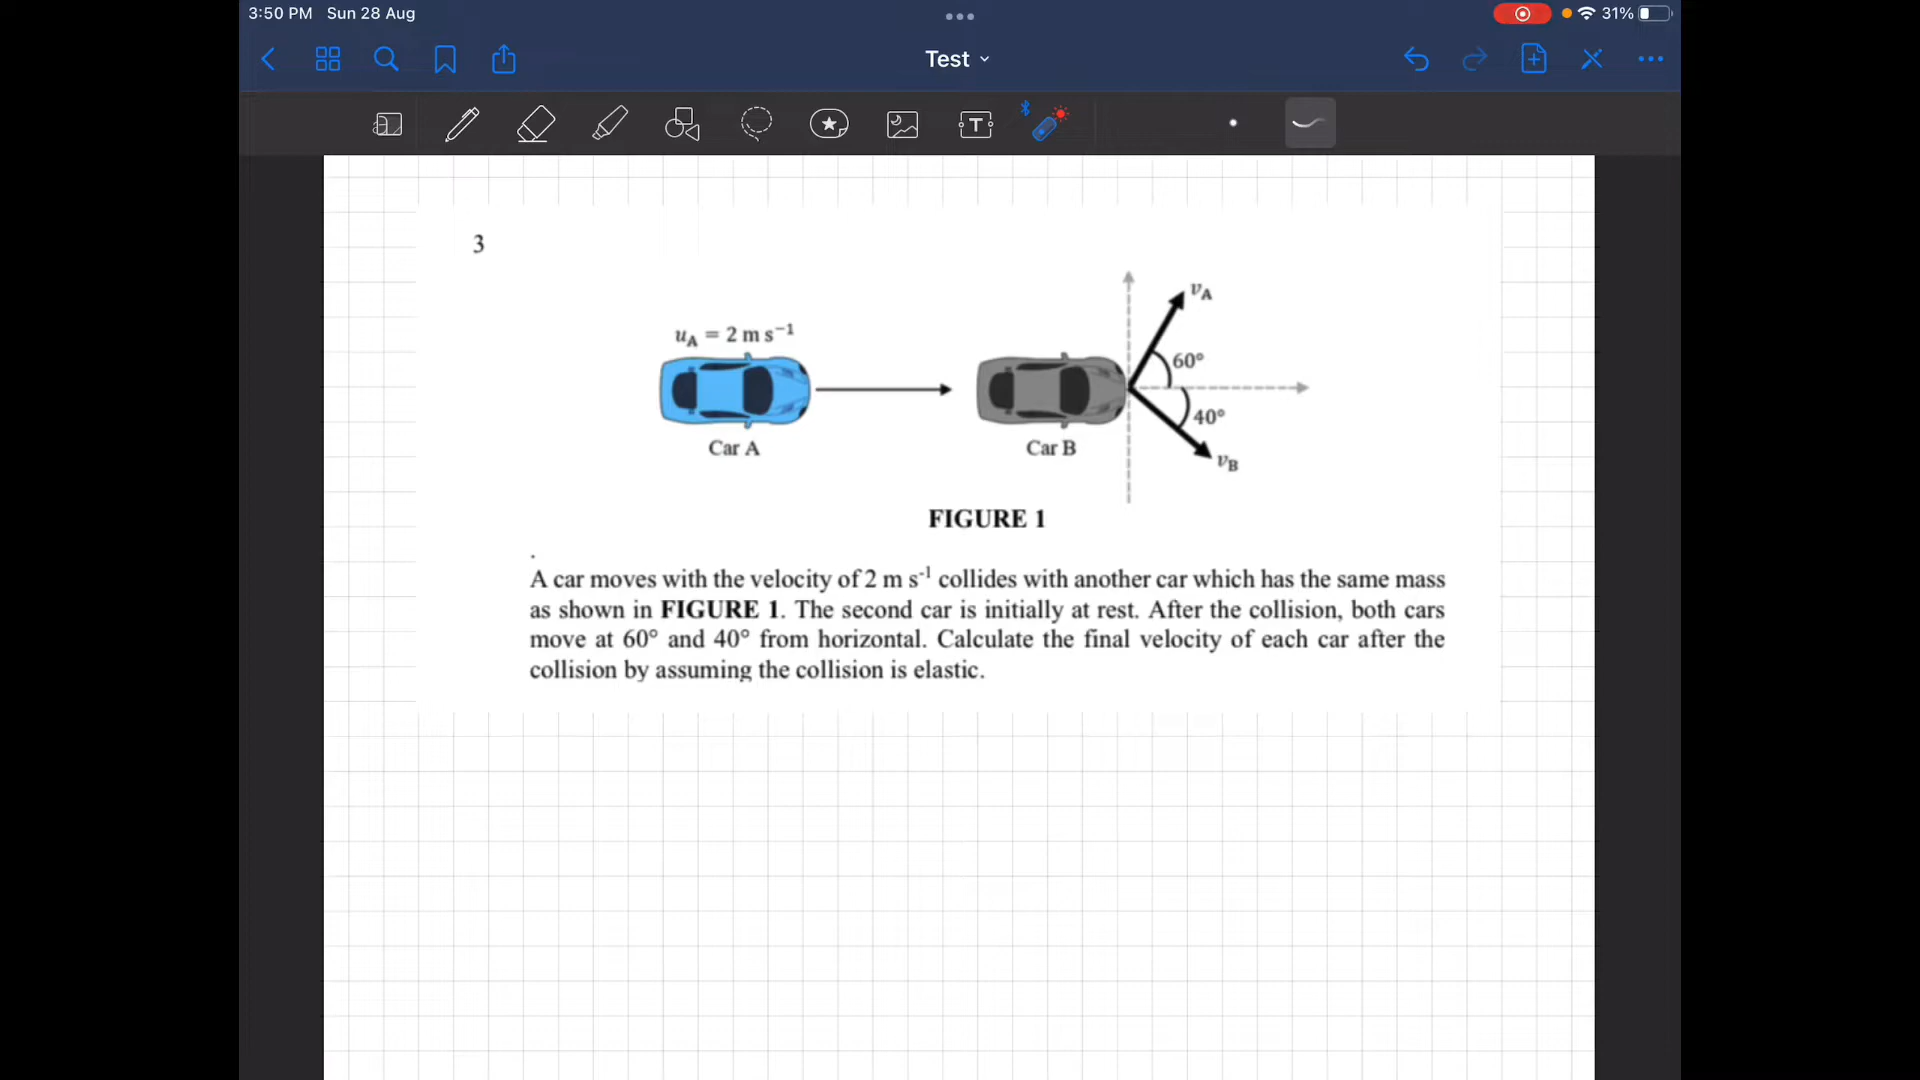 3:50 PM Sun 28 Aug
31%
Test
T
3
u_A = 2 m s⁻¹
v_A
60°
40°
v_B
Car A
Car B
FIGURE 1
.
A car moves with the velocity of 2 m s⁻¹ collides with another car which has the same mass
as shown in FIGURE 1. The second car is initially at rest. After the collision, both cars
move at 60° and 40° from horizontal. Calculate the final velocity of each car after the
collision by assuming the collision is elastic.